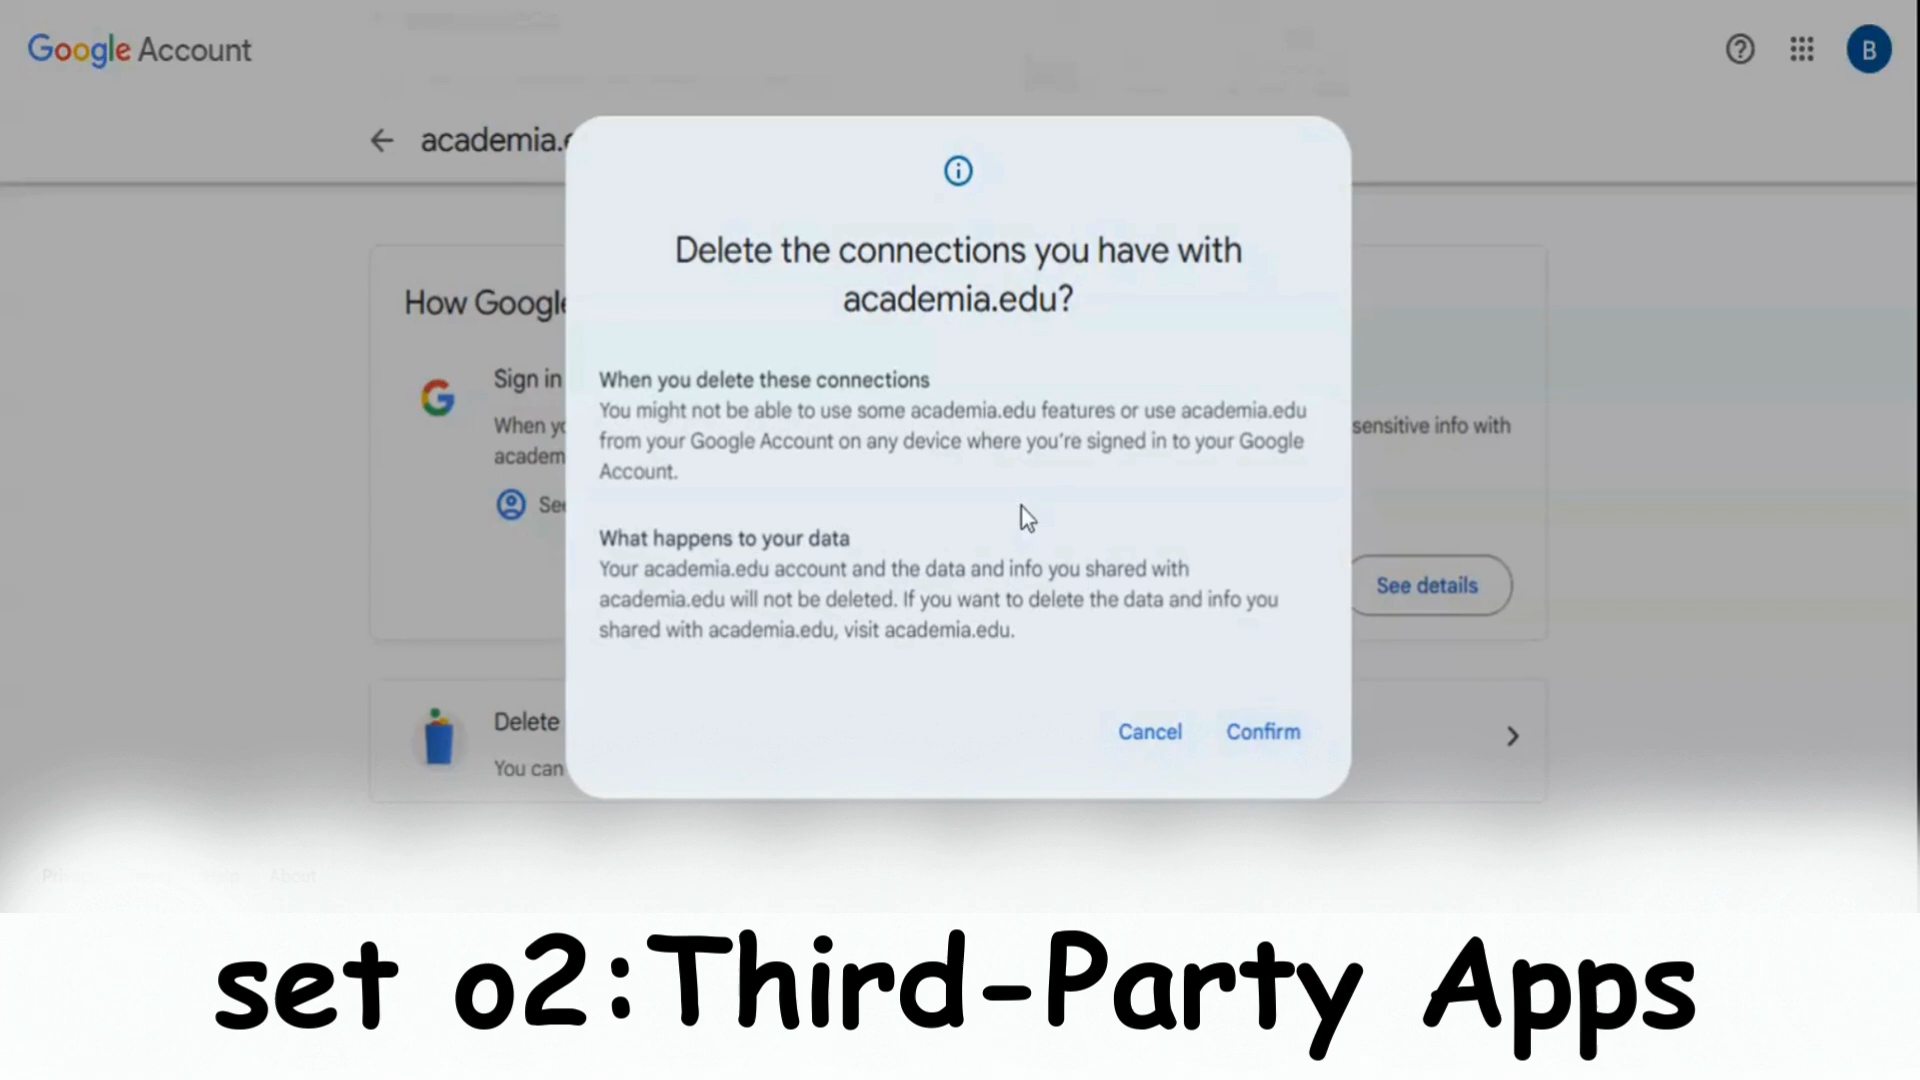 Google Account
B
academia.e
Delete the connections you have with
academia.edu?
How Google
When you delete these connections
You might not be able to use some academia.edu features or use academia.edu
from your Google Account on any device where you're signed in to your Google
Account.
Sign in
When yo
sensitive info with
academ
See
What happens to your data
Your academia.edu account and the data and info you shared with
academia.edu will not be deleted. If you want to delete the data and info you
shared with academia.edu, visit academia.edu.
See details
Cancel Confirm
Delete
You can
About
set o2:Third-Party Apps